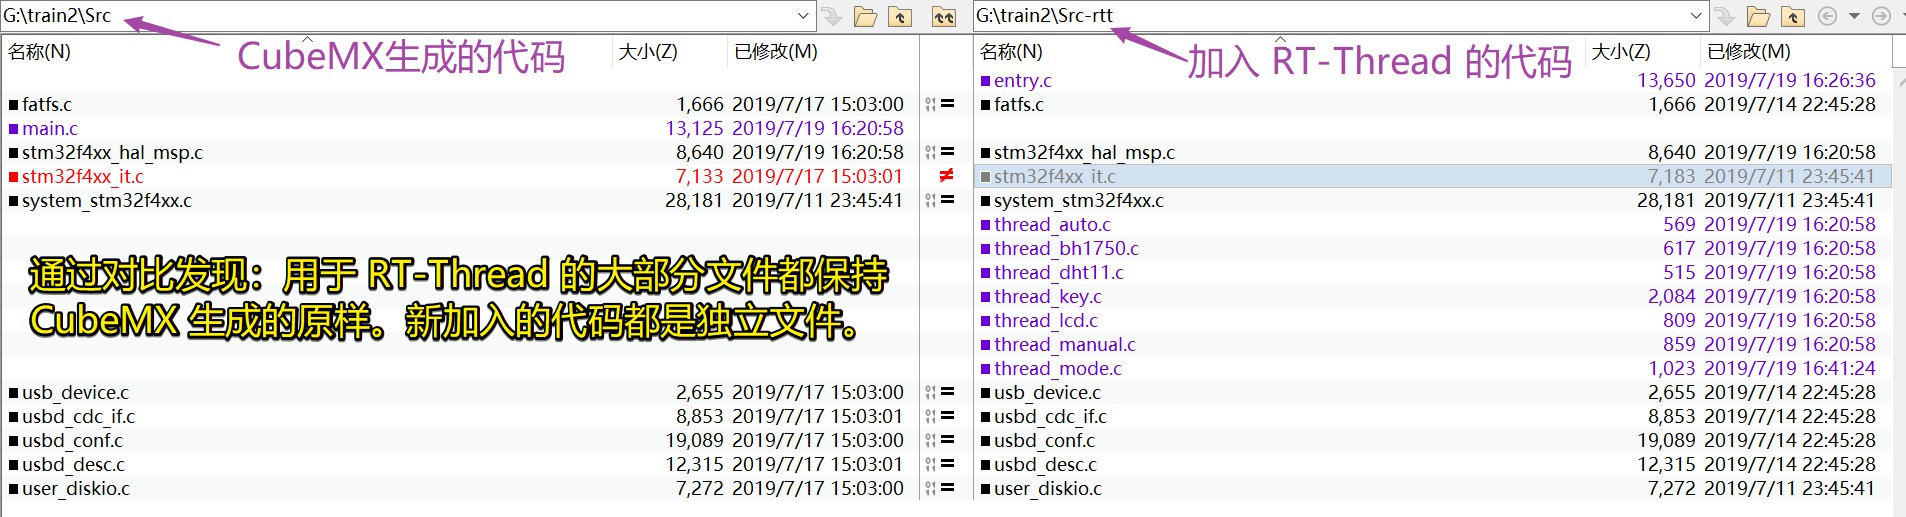 G:\train2\Src
G:\train2\Src-rtt
CubeMX生成的代码
加入 RT-Thread 的代码
名称(N) 大小(Z) 已修改(M) 名称(N) 大小(Z) 已修改(M)
entry.c 13,650 2019/7/19 16:26:36
fatfs.c 1,666 2019/7/17 15:03:00 = fatfs.c 1,666 2019/7/14 22:45:28
main.c 13,125 2019/7/19 16:20:58
stm32f4xx_hal_msp.c 8,640 2019/7/19 16:20:58 = stm32f4xx_hal_msp.c 8,640 2019/7/19 16:20:58
stm32f4xx_it.c 7,133 2019/7/17 15:03:01 ≠ stm32f4xx_it.c 7,183 2019/7/11 23:45:41
system_stm32f4xx.c 28,181 2019/7/11 23:45:41 = system_stm32f4xx.c 28,181 2019/7/11 23:45:41
thread_auto.c 569 2019/7/19 16:20:58
thread_bh1750.c 617 2019/7/19 16:20:58
thread_dht11.c 515 2019/7/19 16:20:58
thread_key.c 2,084 2019/7/19 16:20:58
thread_lcd.c 809 2019/7/19 16:20:58
thread_manual.c 859 2019/7/19 16:20:58
thread_mode.c 1,023 2019/7/19 16:41:24
通过对比发现：用于 RT-Thread 的大部分文件都保持
CubeMX 生成的原样。新加入的代码都是独立文件。
usb_device.c 2,655 2019/7/17 15:03:00 = usb_device.c 2,655 2019/7/14 22:45:28
usbd_cdc_if.c 8,853 2019/7/17 15:03:01 = usbd_cdc_if.c 8,853 2019/7/14 22:45:28
usbd_conf.c 19,089 2019/7/17 15:03:00 = usbd_conf.c 19,089 2019/7/14 22:45:28
usbd_desc.c 12,315 2019/7/17 15:03:01 = usbd_desc.c 12,315 2019/7/14 22:45:28
user_diskio.c 7,272 2019/7/17 15:03:00 = user_diskio.c 7,272 2019/7/11 23:45:41